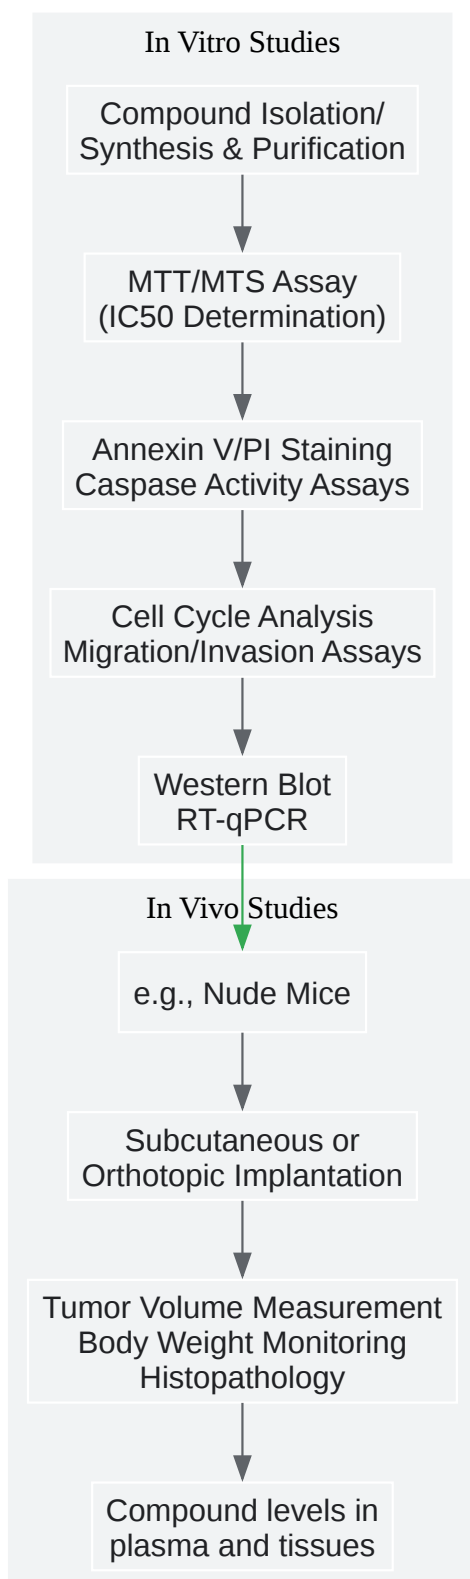 In Vitro Studies
Compound Isolation/
Synthesis & Purification
MTT/MTS Assay
(IC50 Determination)
Annexin V/PI Staining
Caspase Activity Assays
Cell Cycle Analysis
Migration/Invasion Assays
Western Blot
RT-qPCR
In Vivo Studies
e.g., Nude Mice
Subcutaneous or
Orthotopic Implantation
Tumor Volume Measurement
Body Weight Monitoring
Histopathology
Compound levels in
plasma and tissues